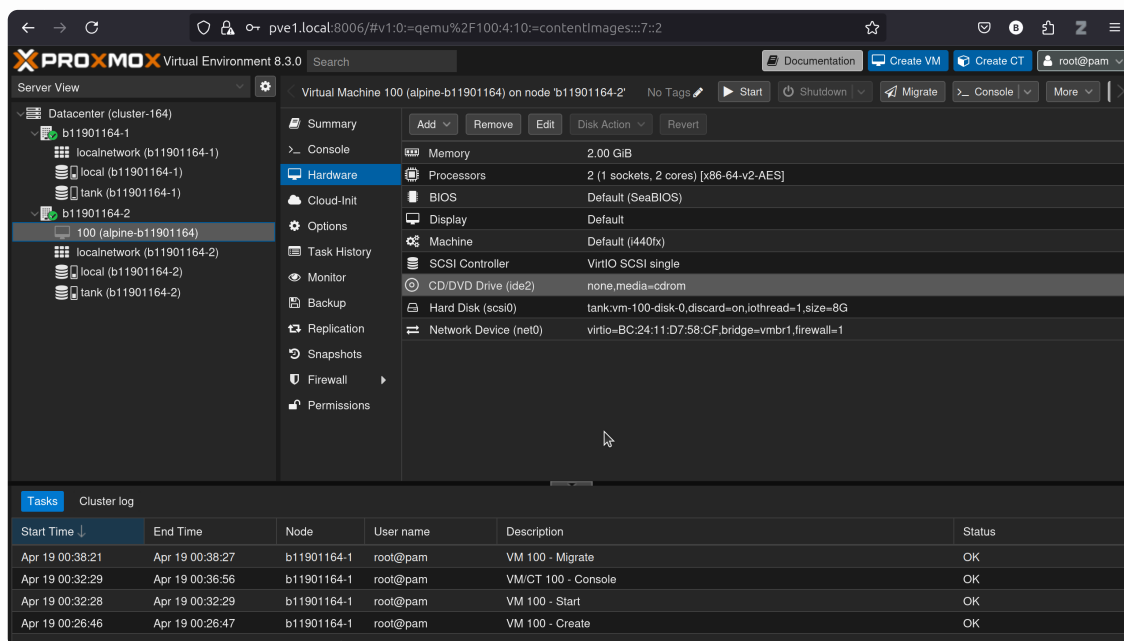 pve1.local:8006/#v1:0:=qemu%2F100:4:10:=contentImages:::7::2
PROXMOX Virtual Environment 8.3.0 Search Documentation Create VM Create CT root@pam
Server View
Virtual Machine 100 (alpine-b11901164) on node 'b11901164-2' No Tags Start Shutdown Migrate Console More
Datacenter (cluster-164)
b11901164-1
localnetwork (b11901164-1)
local (b11901164-1)
tank (b11901164-1)
b11901164-2
100 (alpine-b11901164)
localnetwork (b11901164-2)
local (b11901164-2)
tank (b11901164-2)
Summary
Console
Hardware
Cloud-Init
Options
Task History
Monitor
Backup
Replication
Snapshots
Firewall
Permissions
Add Remove Edit Disk Action Revert
Memory 2.00 GiB
Processors 2 (1 sockets, 2 cores) [x86-64-v2-AES]
BIOS Default (SeaBIOS)
Display Default
Machine Default (i440fx)
SCSI Controller VirtIO SCSI single
CD/DVD Drive (ide2) none,media=cdrom
Hard Disk (scsi0) tank:vm-100-disk-0,discard=on,iothread=1,size=8G
Network Device (net0) virtio=BC:24:11:D7:58:CF,bridge=vmbr1,firewall=1
Tasks Cluster log
Start Time End Time Node User name Description Status
Apr 19 00:38:21 Apr 19 00:38:27 b11901164-1 root@pam VM 100 - Migrate OK
Apr 19 00:32:29 Apr 19 00:36:56 b11901164-1 root@pam VM/CT 100 - Console OK
Apr 19 00:32:28 Apr 19 00:32:29 b11901164-1 root@pam VM 100 - Start OK
Apr 19 00:26:46 Apr 19 00:26:47 b11901164-1 root@pam VM 100 - Create OK